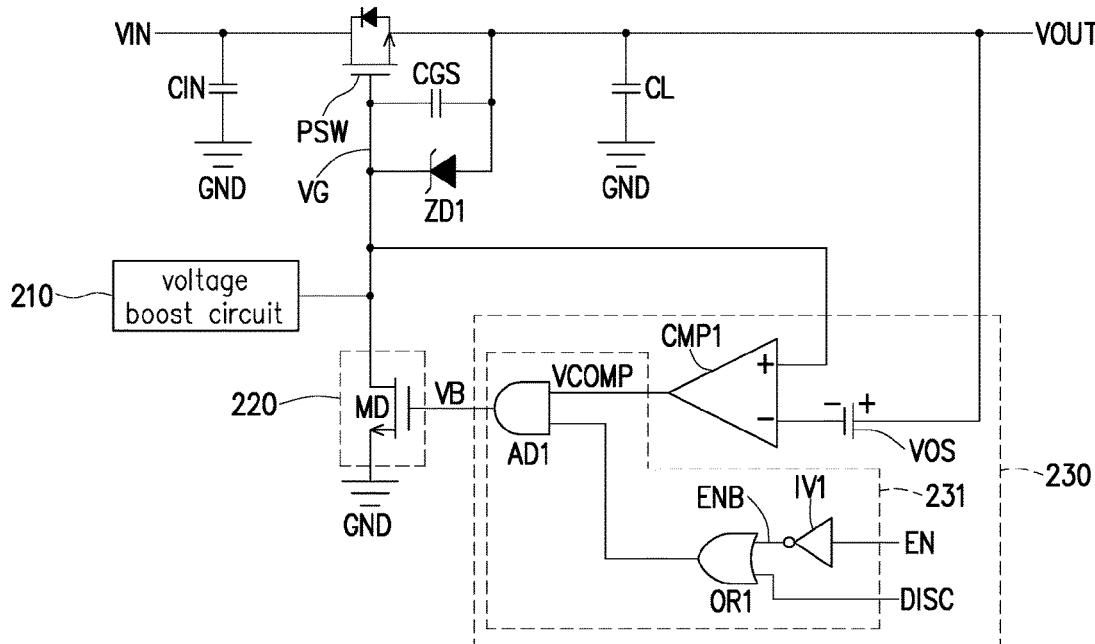 VIN
VOUT
CIN
PSW
CGS
CL
GND
VG
ZD1
GND
210
voltage
boost circuit
CMP1
+
−
220
MD
VB
VCOMP
− +
VOS
AD1
230
231
GND
ENB
IV1
EN
OR1
DISC